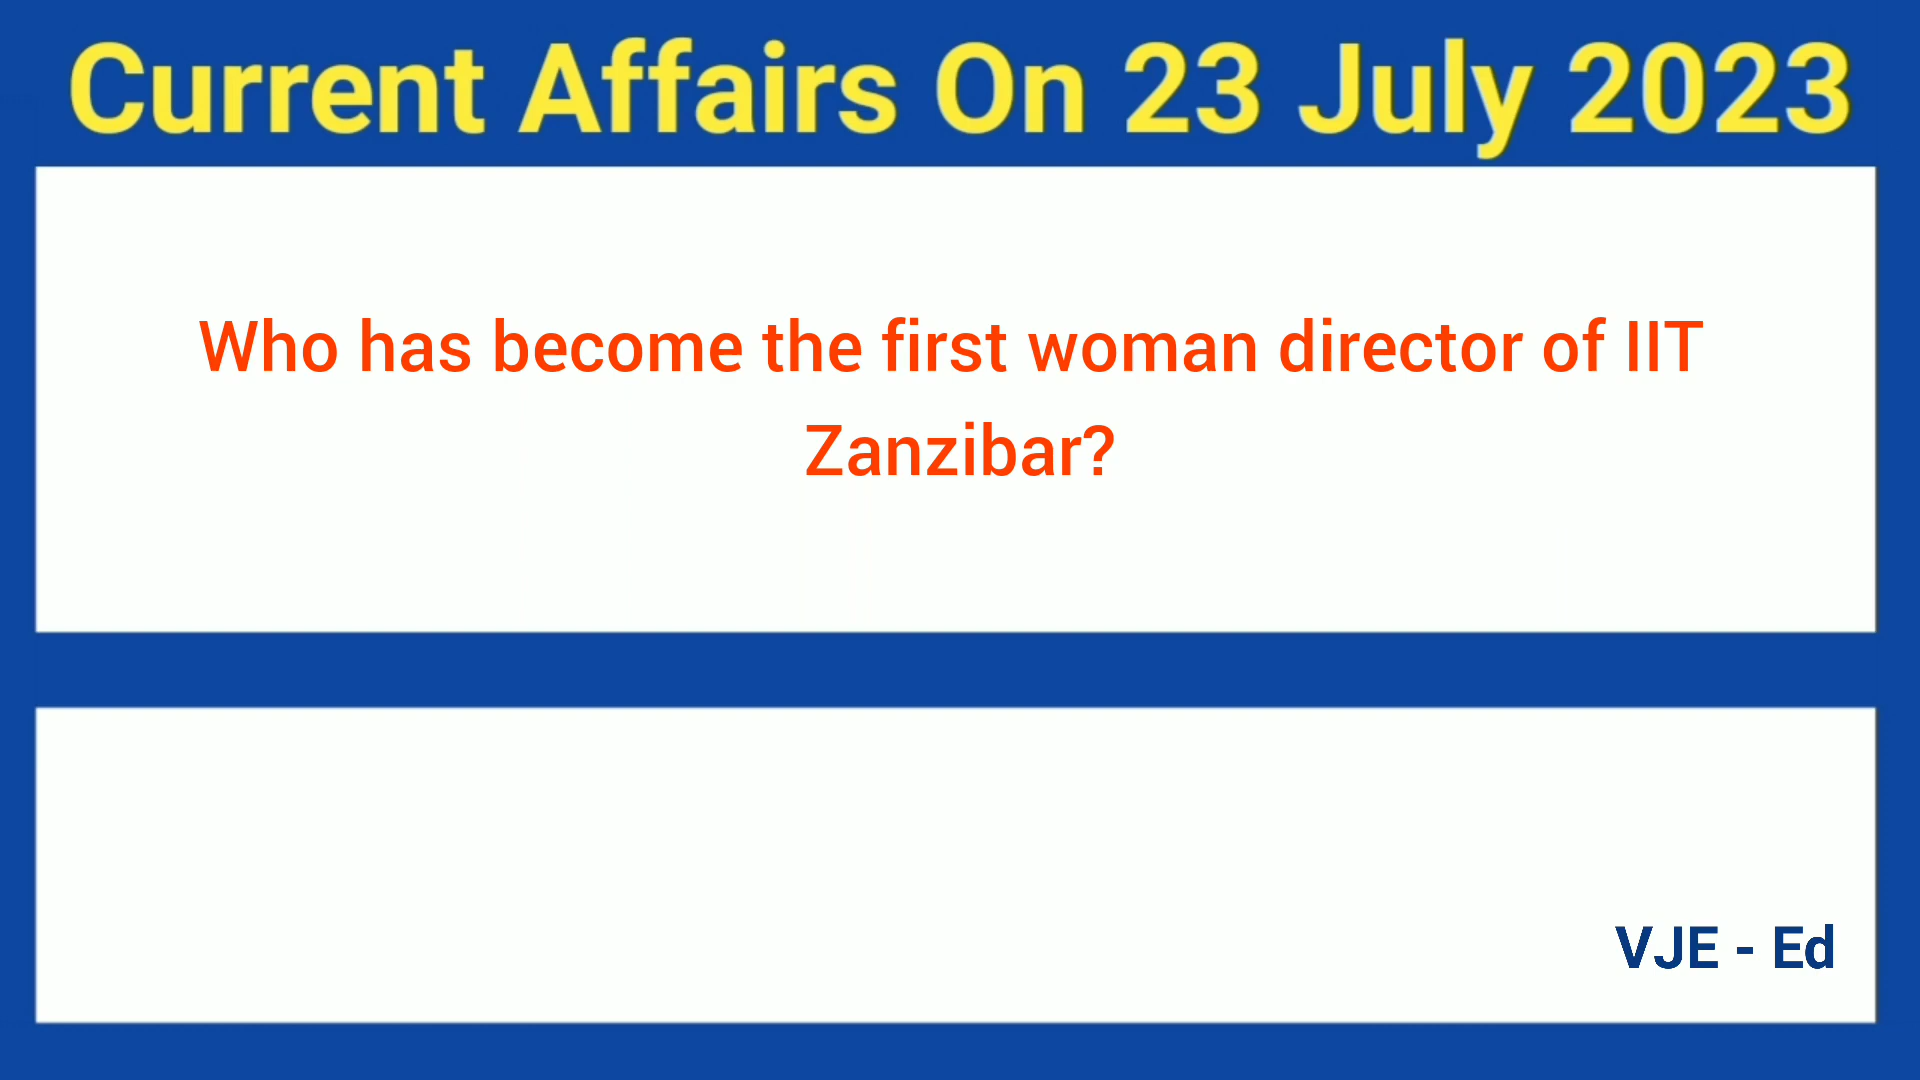 Current Affairs On 23 July 2023
Who has become the first woman director of IIT
Zanzibar?
VJE - Ed